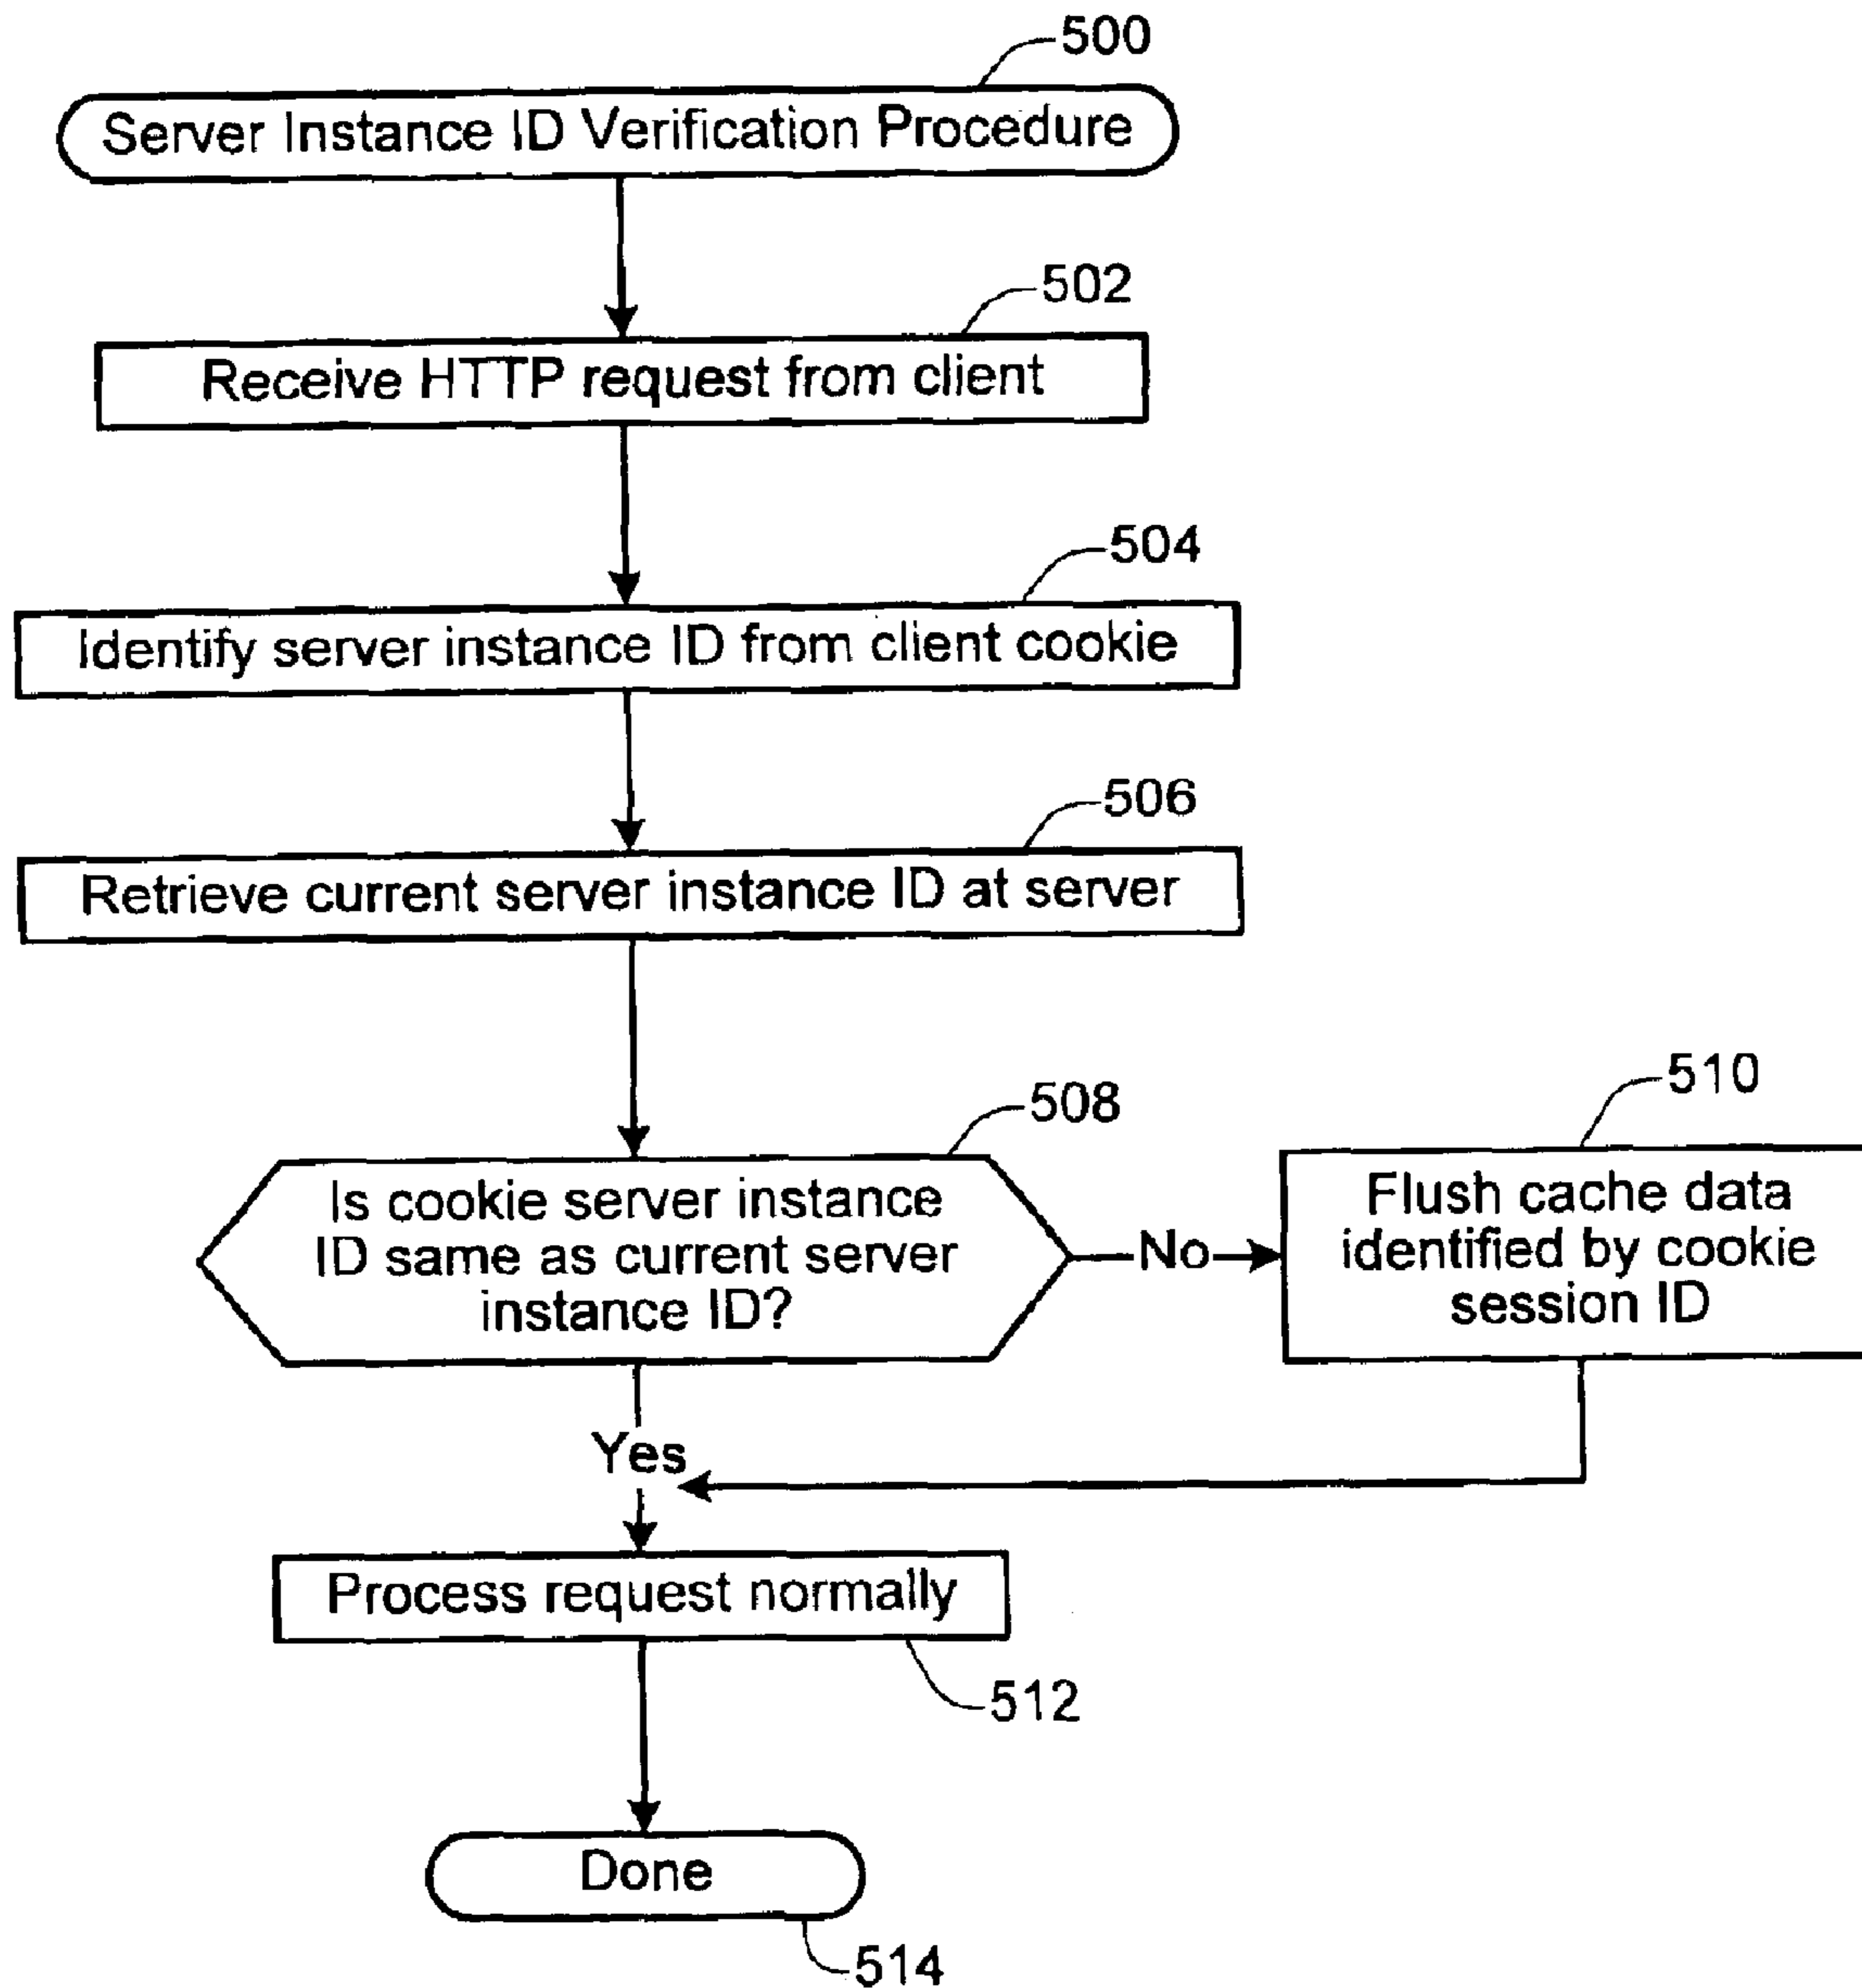 500
Server Instance ID Verification Procedure
502
Receive HTTP request from client
504
Identify server instance ID from client cookie
506
Retrieve current server instance ID at server
508
Is cookie server instance
ID same as current server
instance ID?
No
510
Flush cache data
identified by cookie
session ID
Yes
Process request normally
512
Done
514